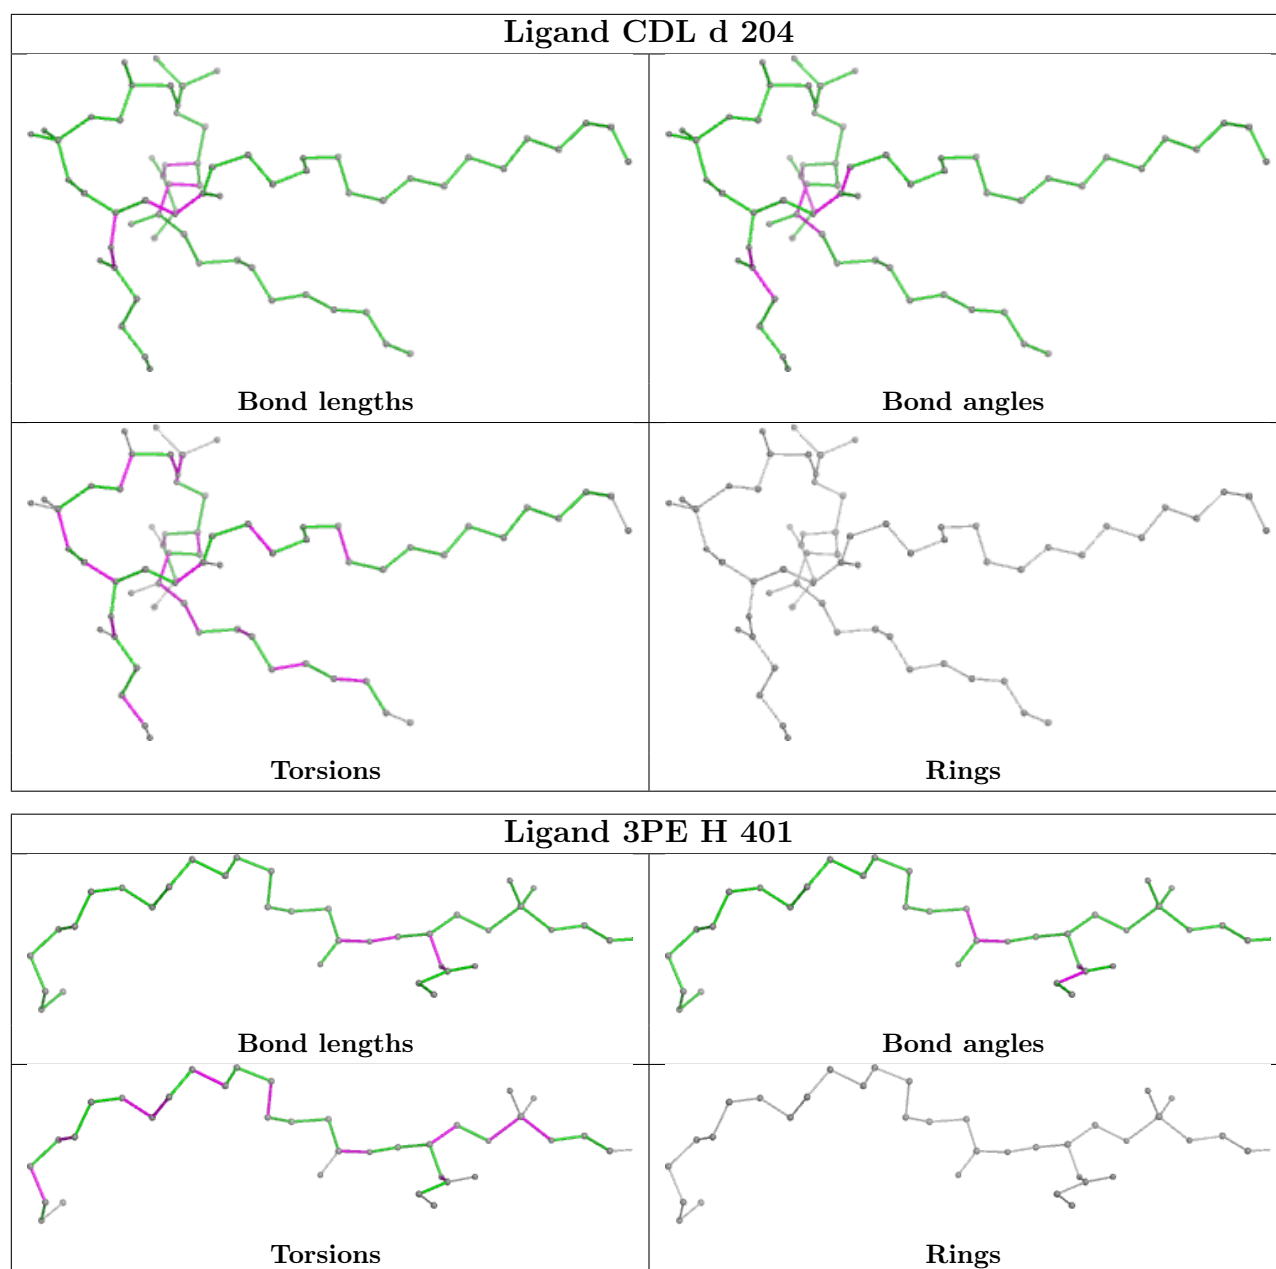 Ligand CDL d 204
Bond lengths
Bond angles
Torsions
Rings
Ligand 3PE H 401
Bond lengths
Bond angles
Torsions
Rings